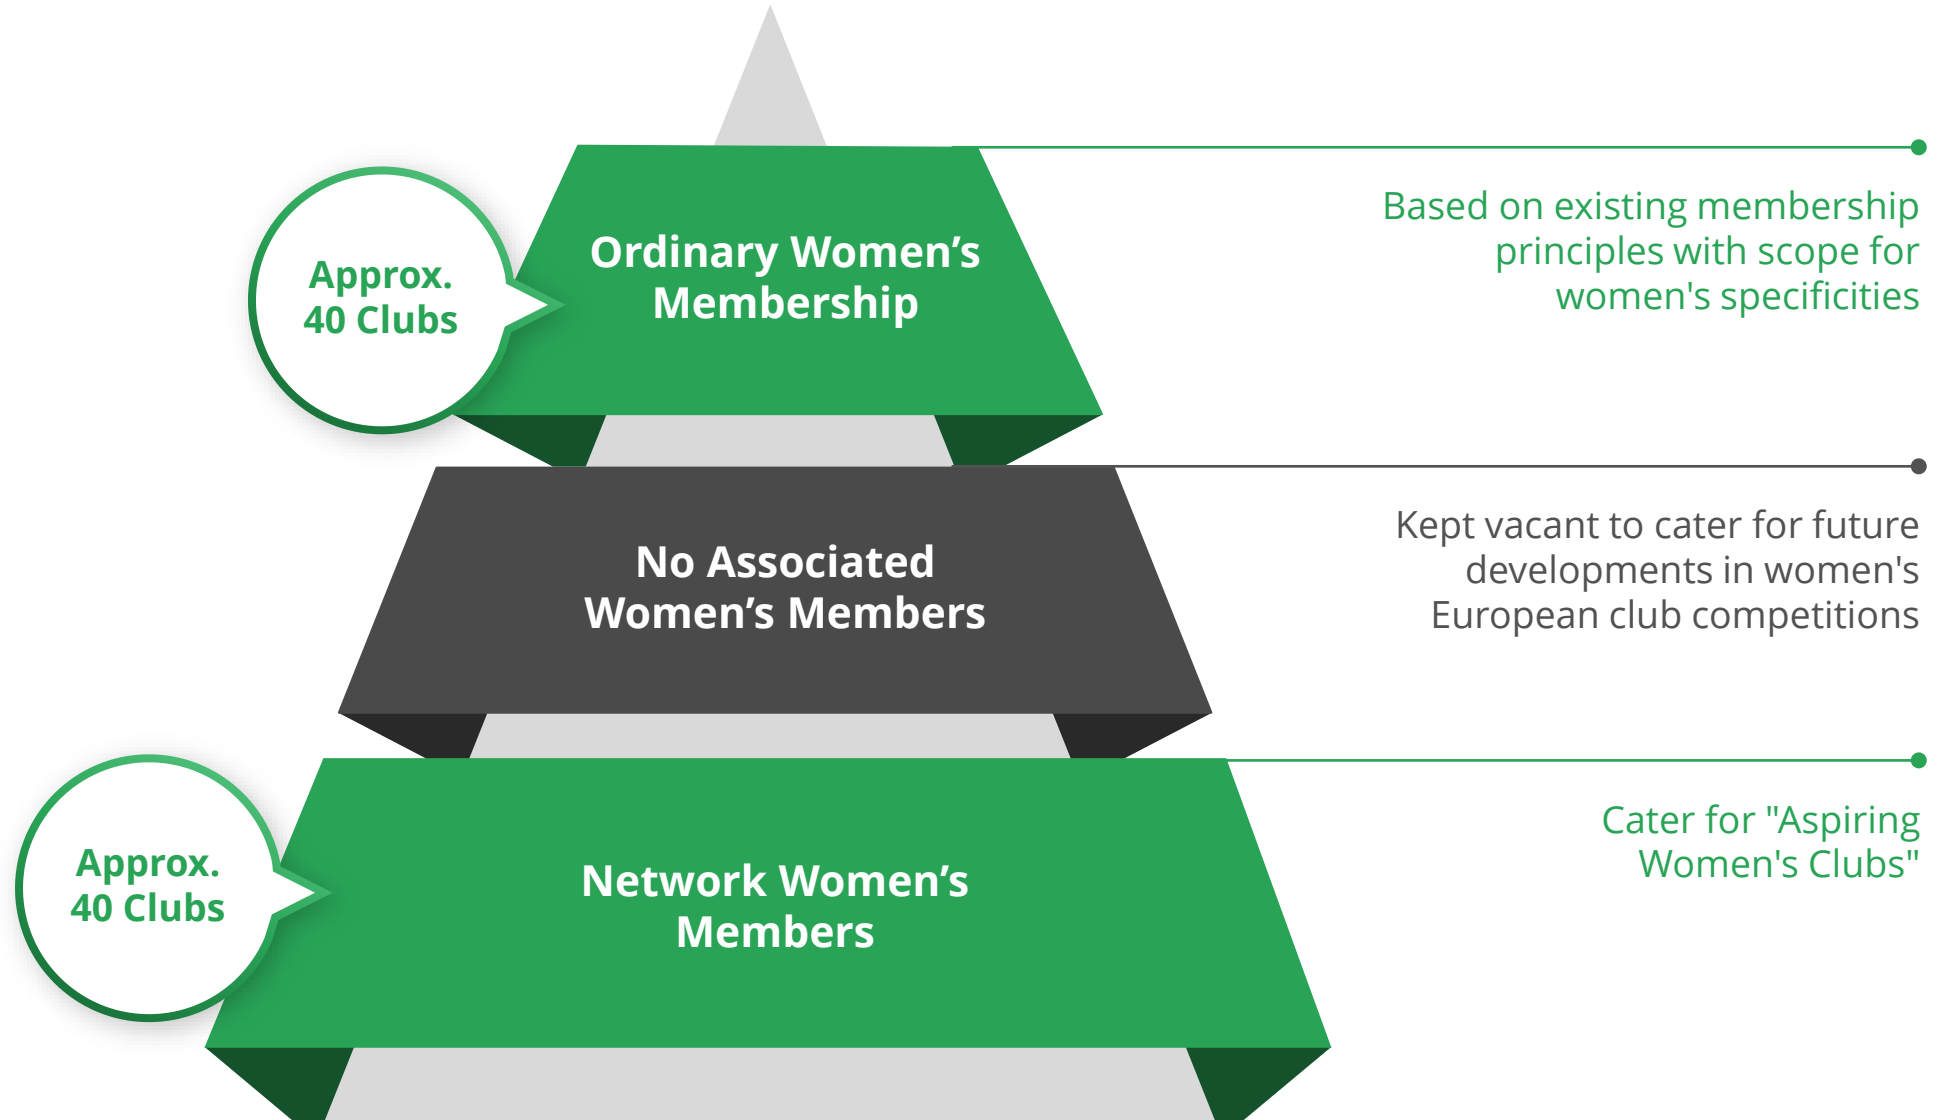 Approx.
40 Clubs
Ordinary Women’s
Membership
Based on existing membership
principles with scope for
women's specificities
No Associated
Women’s Members
Kept vacant to cater for future
developments in women's
European club competitions
Approx.
40 Clubs
Network Women’s
Members
Cater for "Aspiring
Women's Clubs"